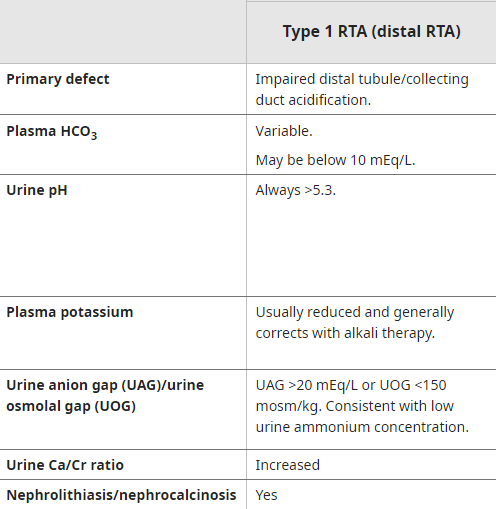 Type 1 RTA (distal RTA)
Primary defect
Impaired distal tubule/collecting
duct acidification.
Plasma HCO3
Variable.
May be below 10 mEq/L.
Urine pH
Always >5.3.
Plasma potassium
Usually reduced and generally
corrects with alkali therapy.
Urine anion gap (UAG)/urine
osmolal gap (UOG)
UAG >20 mEq/L or UOG <150
mosm/kg. Consistent with low
urine ammonium concentration.
Urine Ca/Cr ratio
Increased
Nephrolithiasis/nephrocalcinosis
Yes